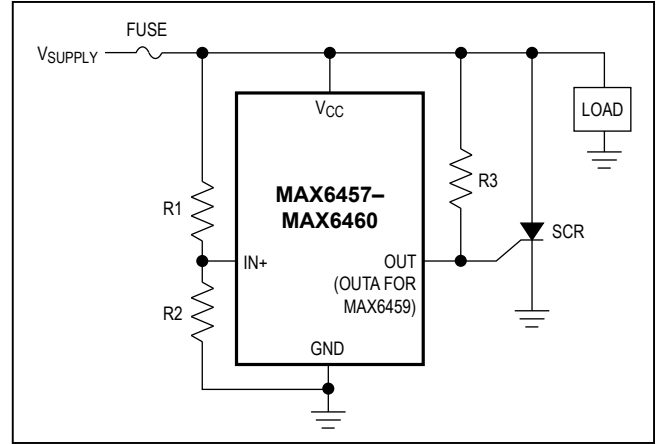 FUSE
VSUPPLY
VCC
LOAD
R3
MAX6457–
MAX6460
R1
SCR
IN+
OUT
(OUTA FOR
MAX6459)
R2
GND